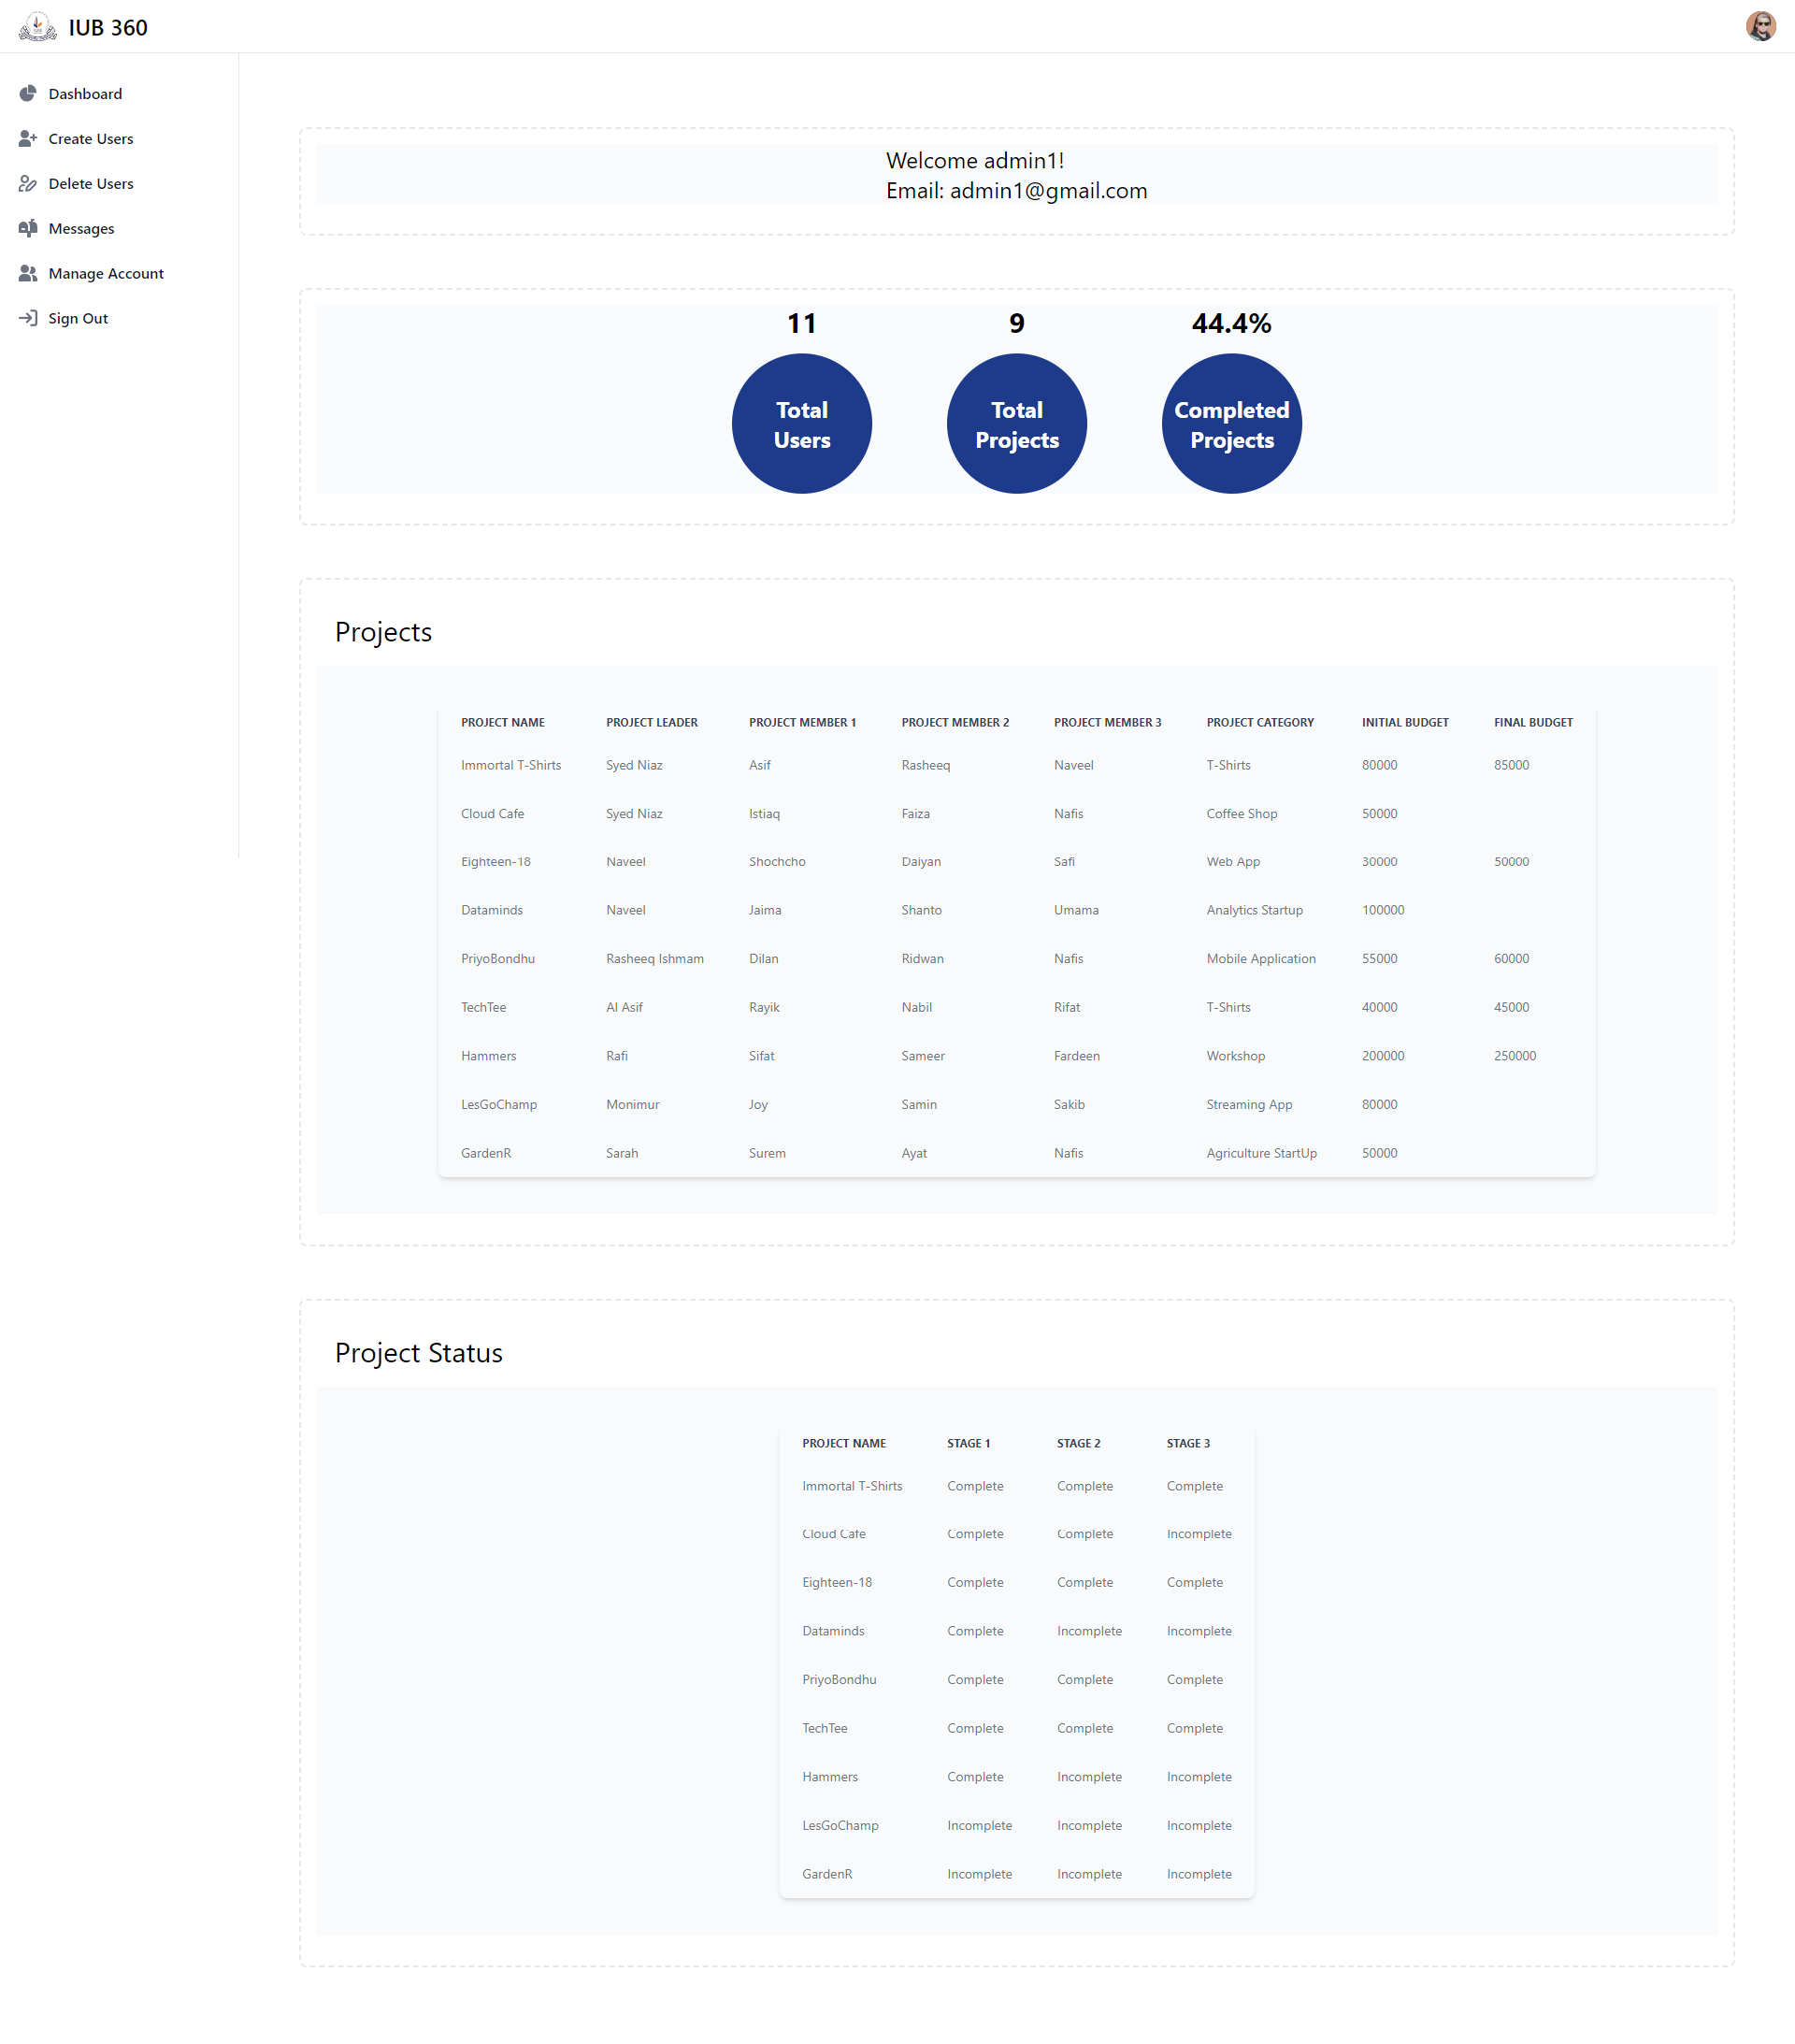 IUB 360
Dashboard
Create Users
Delete Users
Messages
Manage Account
Sign Out
Welcome admin1!
Email: admin1@gmail.com
11 9 44.4%
Total Users
Total Projects
Completed Projects
Projects
PROJECT NAME PROJECT LEADER PROJECT MEMBER 1 PROJECT MEMBER 2 PROJECT MEMBER 3 PROJECT CATEGORY INITIAL BUDGET FINAL BUDGET
Immortal T-Shirts Syed Niaz Asif Rasheeq Naveel T-Shirts 80000 85000
Cloud Cafe Syed Niaz Istiaq Faiza Nafis Coffee Shop 50000
Eighteen-18 Naveel Shochcho Daiyan Safi Web App 30000 50000
Dataminds Naveel Jaima Shanto Umama Analytics Startup 100000
PriyoBondhu Rasheeq Ishmam Dilan Ridwan Nafis Mobile Application 55000 60000
TechTee Al Asif Rayik Nabil Rifat T-Shirts 40000 45000
Hammers Rafi Sifat Sameer Fardeen Workshop 200000 250000
LesGoChamp Monimur Joy Samin Sakib Streaming App 80000
GardenR Sarah Surem Ayat Nafis Agriculture StartUp 50000
Project Status
PROJECT NAME STAGE 1 STAGE 2 STAGE 3
Immortal T-Shirts Complete Complete Complete
Cloud Cafe Complete Complete Incomplete
Eighteen-18 Complete Complete Complete
Dataminds Complete Incomplete Incomplete
PriyoBondhu Complete Complete Complete
TechTee Complete Complete Complete
Hammers Complete Incomplete Incomplete
LesGoChamp Incomplete Incomplete Incomplete
GardenR Incomplete Incomplete Incomplete